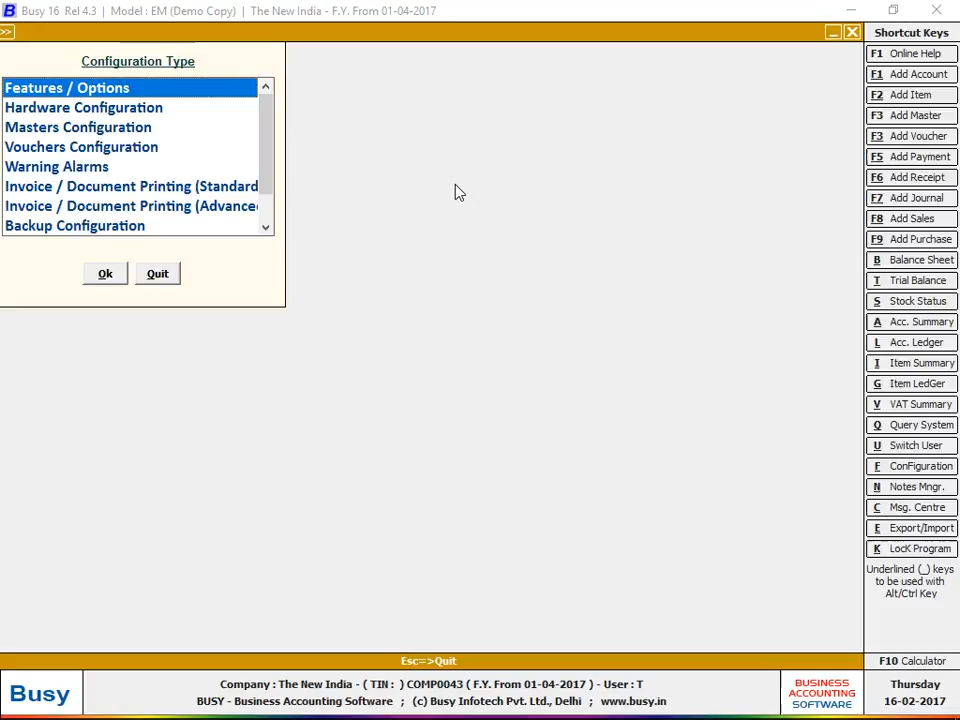 Busy 16 Rel 4.3 | Model : EM (Demo Copy) | The New India - F.Y. From 01-04-2017
>>
Configuration Type
Features / Options
Hardware Configuration
Masters Configuration
Vouchers Configuration
Warning Alarms
Invoice / Document Printing (Standard
Invoice / Document Printing (Advance
Backup Configuration
Ok
Quit
Shortcut Keys
F1 Online Help
F1 Add Account
F2 Add Item
F3 Add Master
F3 Add Voucher
F5 Add Payment
F6 Add Receipt
F7 Add Journal
F8 Add Sales
F9 Add Purchase
B Balance Sheet
T Trial Balance
S Stock Status
A Acc. Summary
L Acc. Ledger
I Item Summary
G Item LedGer
V VAT Summary
Q Query System
U Switch User
F ConFiguration
N Notes Mngr.
C Msg. Centre
E Export/Import
K LocK Program
Underlined (_) keys
to be used with
Alt/Ctrl Key
Esc=>Quit
F10 Calculator
Busy
Company : The New India - ( TIN : ) COMP0043 ( F.Y. From 01-04-2017 ) - User : T
BUSY - Business Accounting Software ; (c) Busy Infotech Pvt. Ltd., Delhi ; www.busy.in
BUSINESS
ACCOUNTING
SOFTWARE
Thursday
16-02-2017